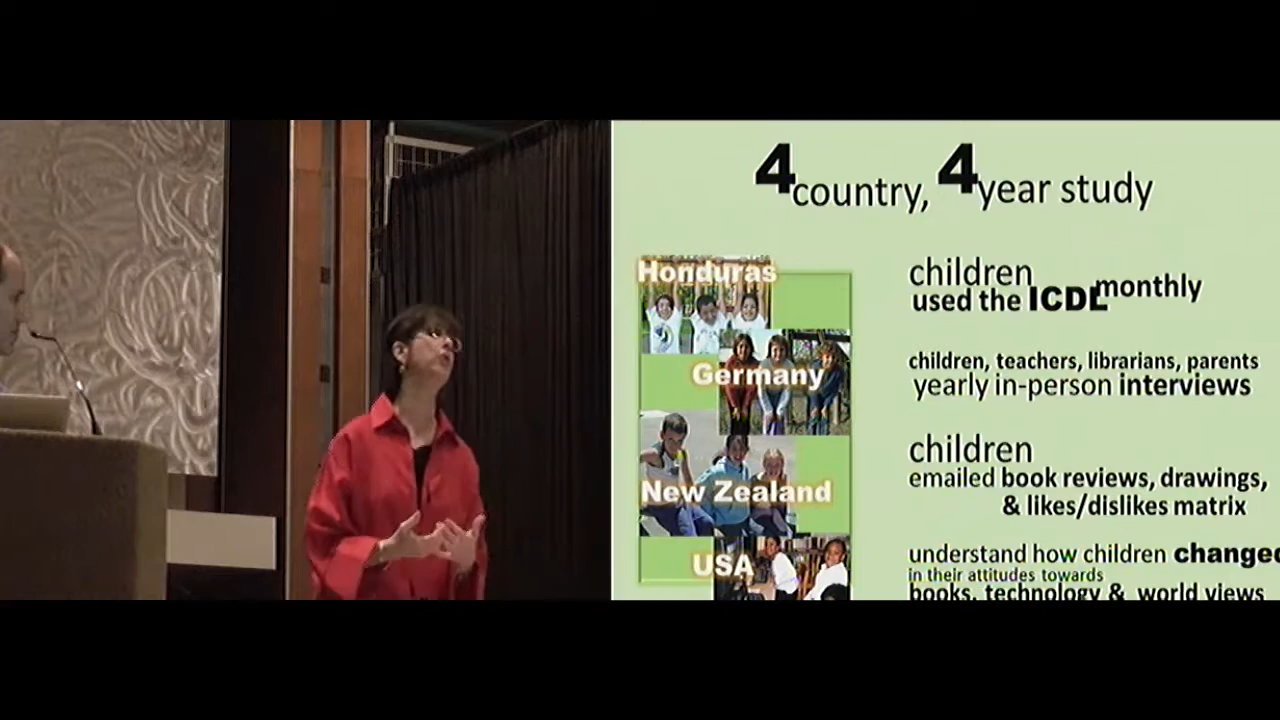 4 country, 4 year study
Honduras
Germany
New Zealand
USA
children
used the ICDL monthly
children, teachers, librarians, parents
yearly in-person interviews
children
emailed book reviews, drawings,
& likes/dislikes matrix
understand how children changed
in their attitudes towards
books, technology & world views